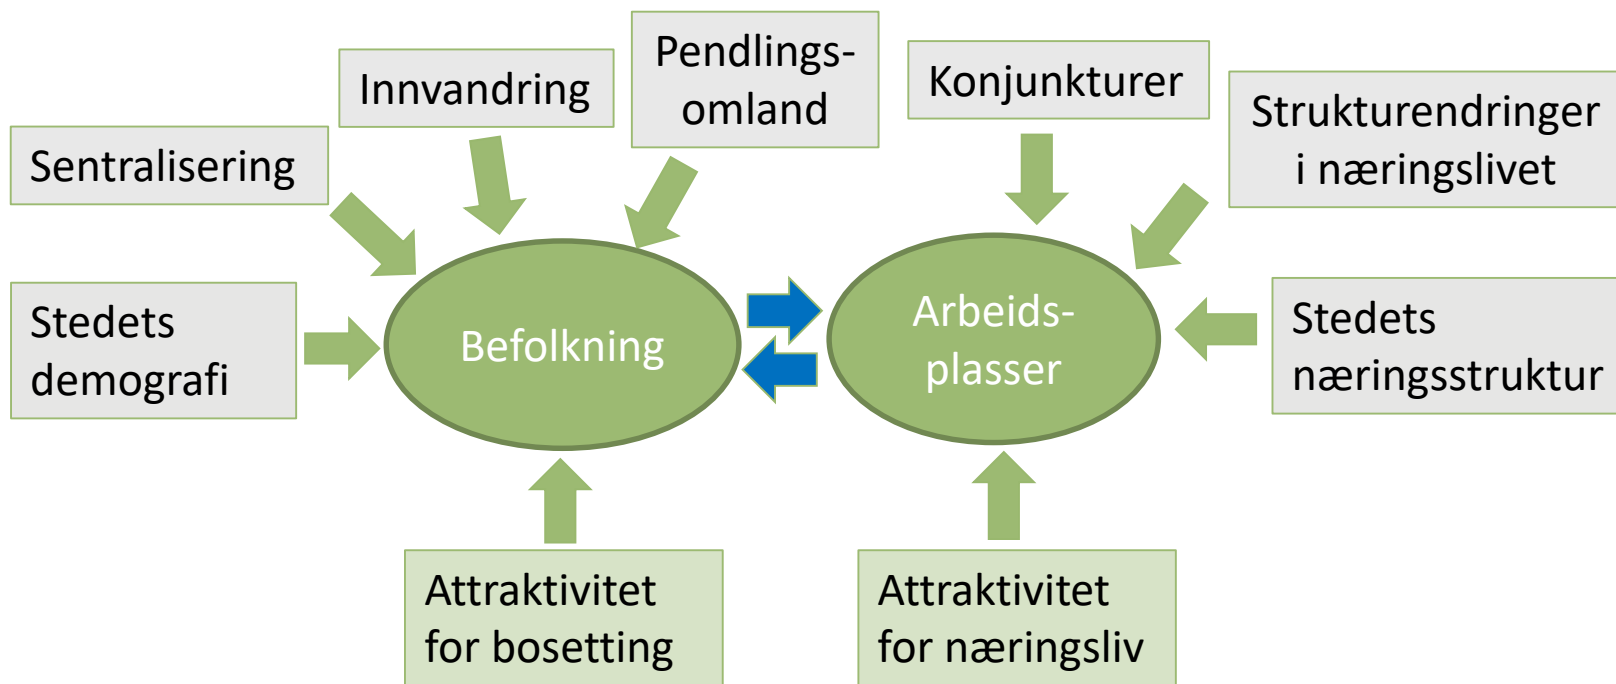 Pendlings-
omland
Innvandring
Konjunkturer
Strukturendringer
i næringslivet
Sentralisering
Stedets
demografi
Befolkning
Arbeids-
plasser
Stedets
næringsstruktur
Attraktivitet
for bosetting
Attraktivitet
for næringsliv